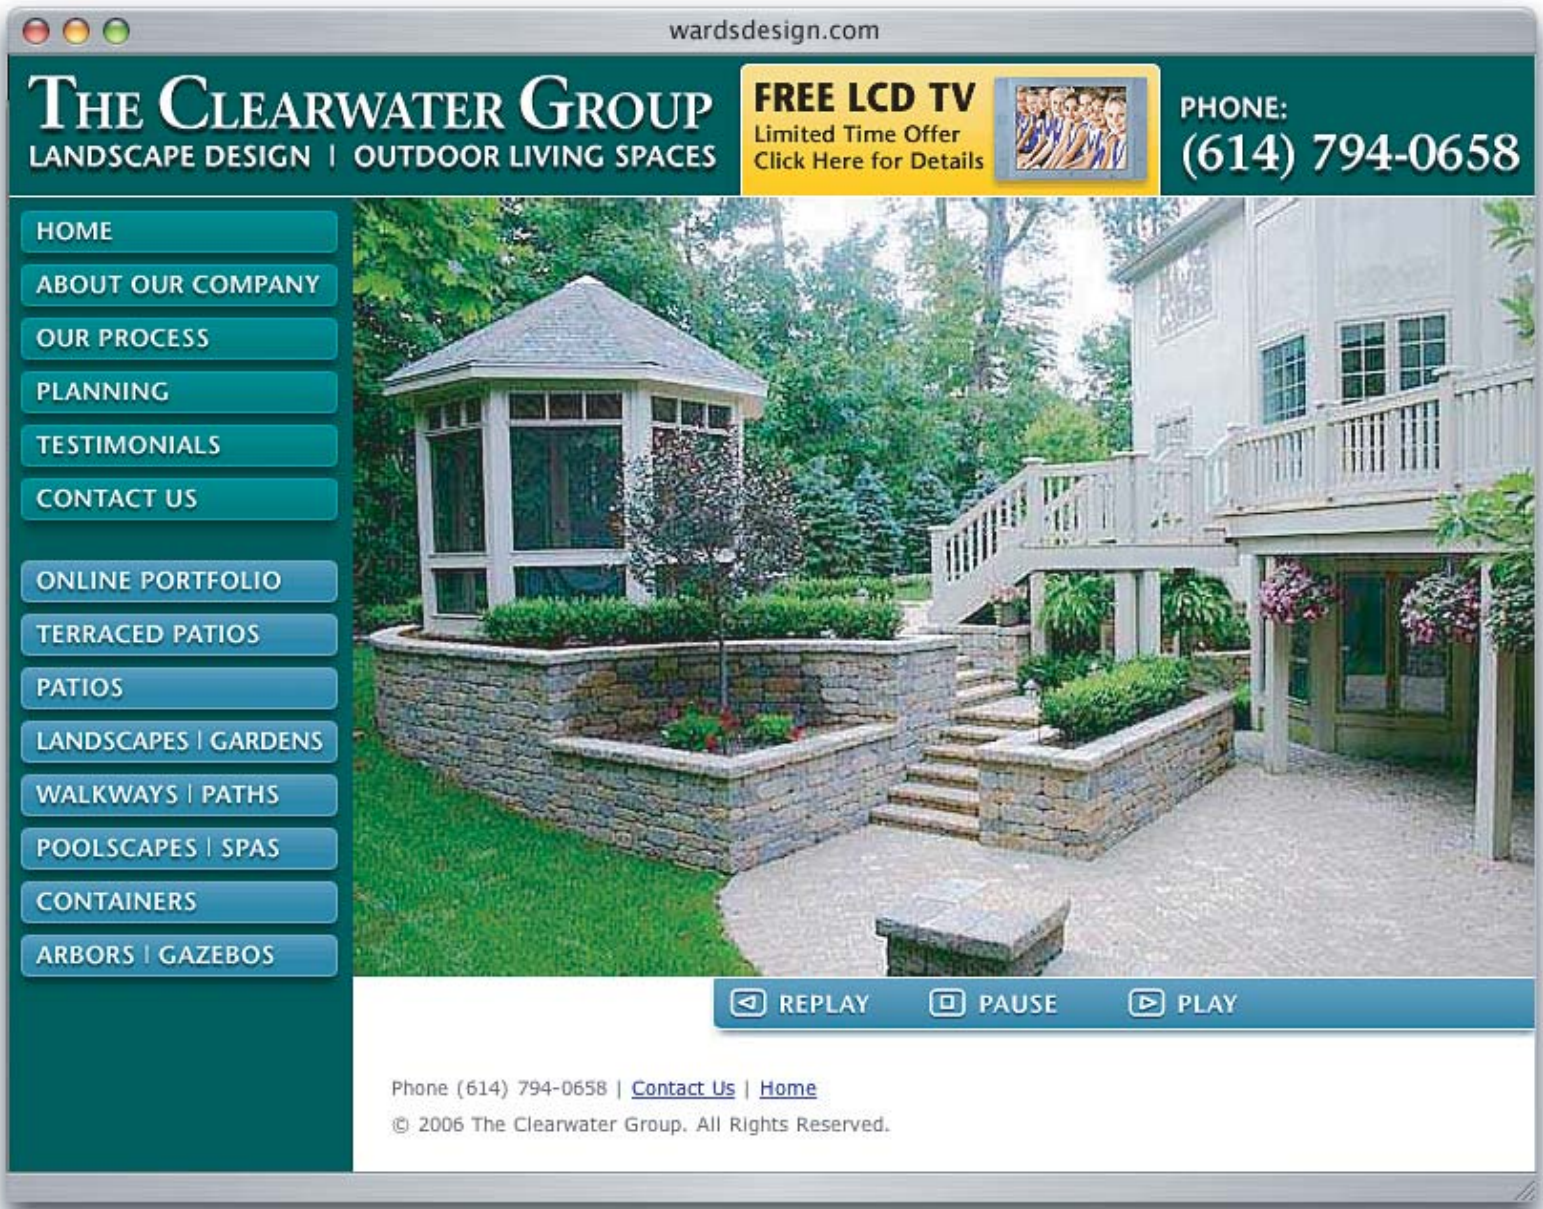 wardsdesign.com
THE CLEARWATER GROUP
LANDSCAPE DESIGN | OUTDOOR LIVING SPACES
FREE LCD TV
Limited Time Offer
Click Here for Details
PHONE:
(614) 794-0658
HOME
ABOUT OUR COMPANY
OUR PROCESS
PLANNING
TESTIMONIALS
CONTACT US
ONLINE PORTFOLIO
TERRACED PATIOS
PATIOS
LANDSCAPES | GARDENS
WALKWAYS | PATHS
POOLSCAPES | SPAS
CONTAINERS
ARBORS | GAZEBOS
REPLAY PAUSE PLAY
Phone (614) 794-0658 | Contact Us | Home
© 2006 The Clearwater Group. All Rights Reserved.